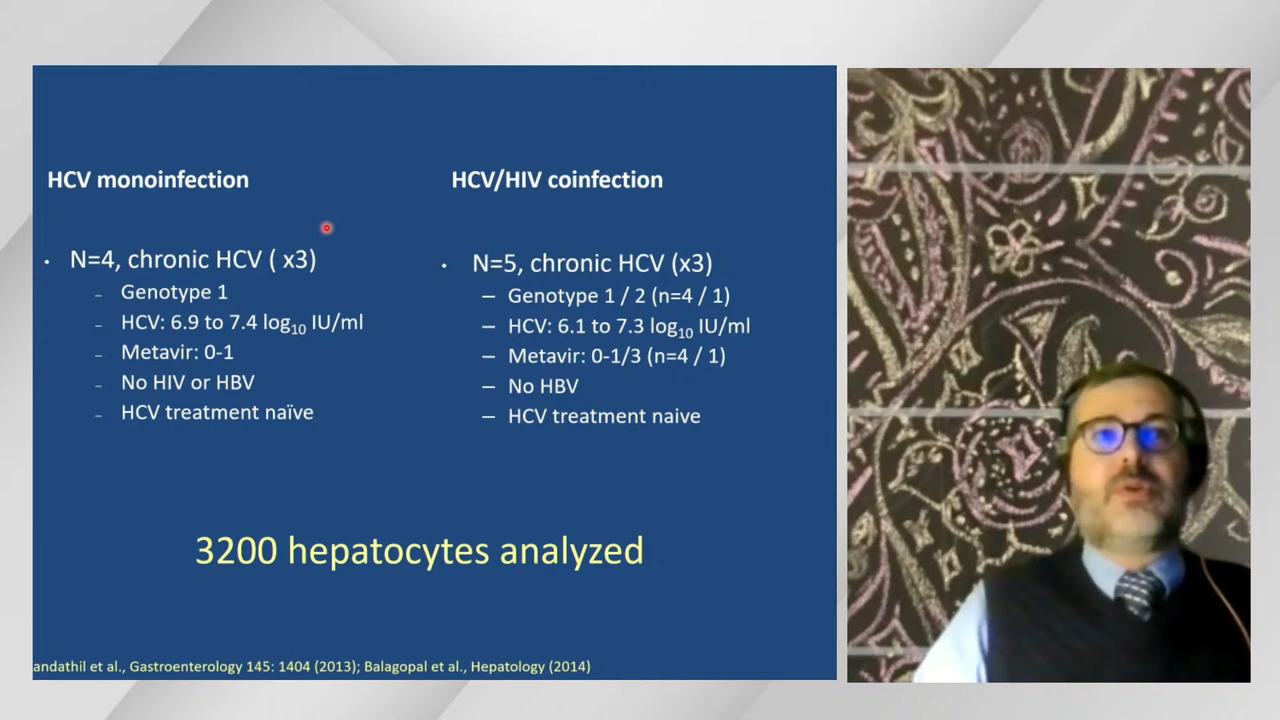 HCV monoinfection
• N=4, chronic HCV ( x3)
– Genotype 1
– HCV: 6.9 to 7.4 log10 IU/ml
– Metavir: 0-1
– No HIV or HBV
– HCV treatment naïve
HCV/HIV coinfection
• N=5, chronic HCV (x3)
– Genotype 1 / 2 (n=4 / 1)
– HCV: 6.1 to 7.3 log10 IU/ml
– Metavir: 0-1/3 (n=4 / 1)
– No HBV
– HCV treatment naive
3200 hepatocytes analyzed
andathil et al., Gastroenterology 145: 1404 (2013); Balagopal et al., Hepatology (2014)